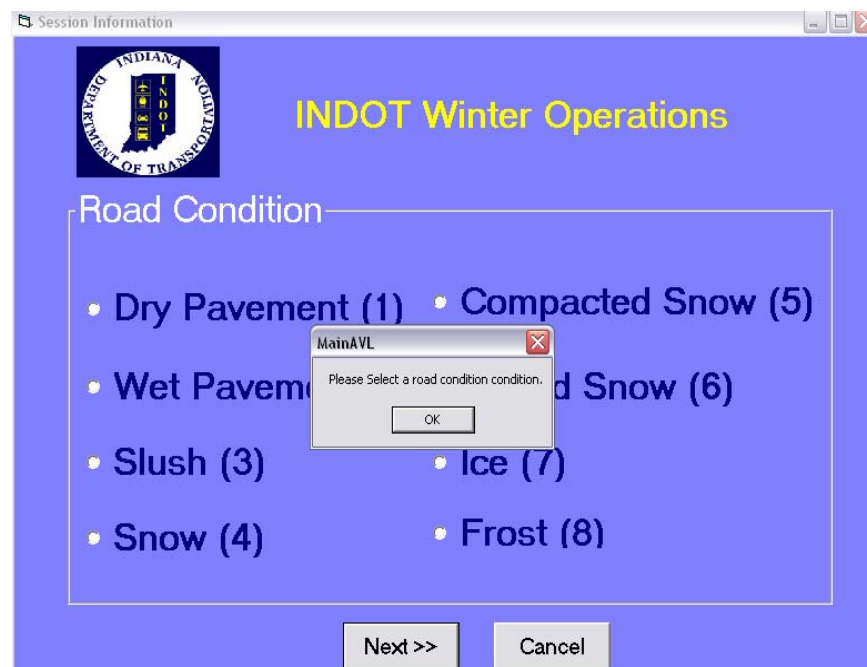 Session Information
INDIANA
DEPARTMENT OF TRANSPORTATION
INDOT
INDOT Winter Operations
Road Condition
Dry Pavement (1)
Compacted Snow (5)
MainAVL
Please Select a road condition condition.
OK
Wet
Snow (6)
Slush (3)
Ice (7)
Snow (4)
Frost (8)
Next >>
Cancel